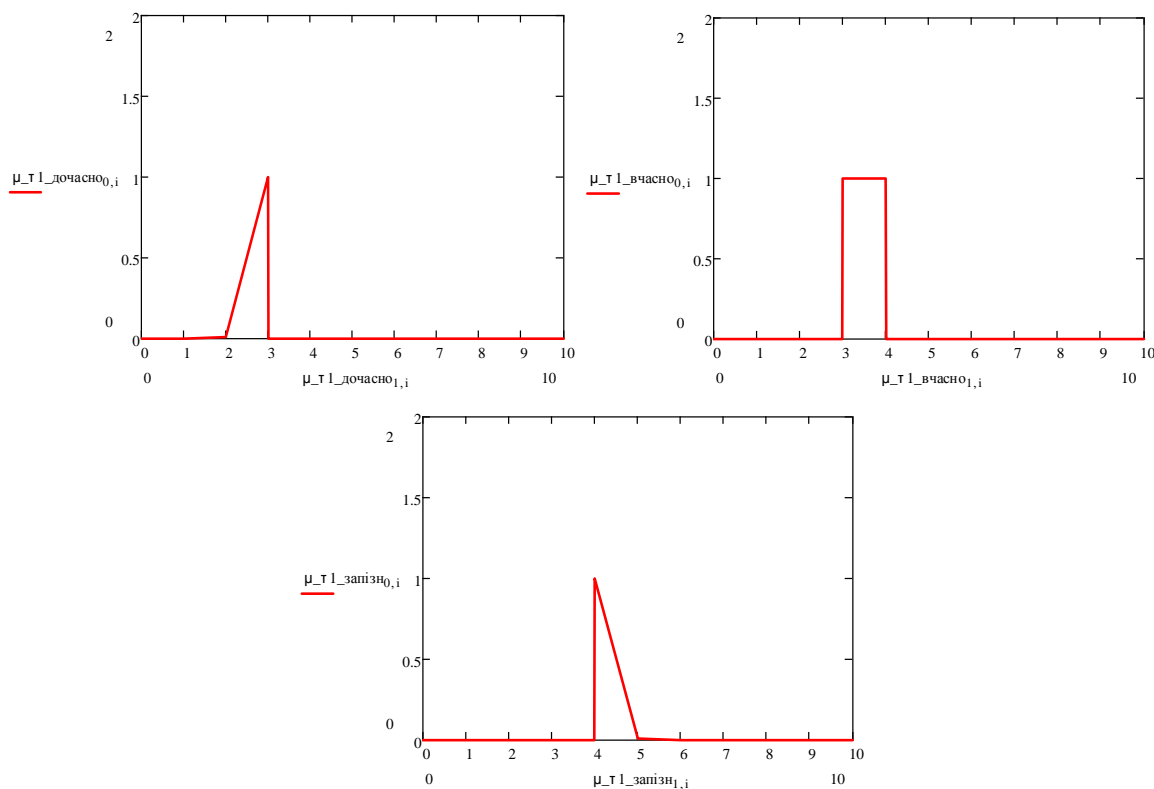 2
2
1.5
μ_τ 1_дочасно0,i
1
0.5
0
0
0 1 2 3 4 5 6 7 8 9 10
0 μ_τ 1_дочасно1,i 10
2
2
1.5
μ_τ 1_вчасно0,i
1
0.5
0
0
0 1 2 3 4 5 6 7 8 9 10
0 μ_τ 1_вчасно1,i 10
2
2
1.5
μ_τ 1_запізн0,i
1
0.5
0
0
0 1 2 3 4 5 6 7 8 9 10
0 μ_τ 1_запізн1,i 10